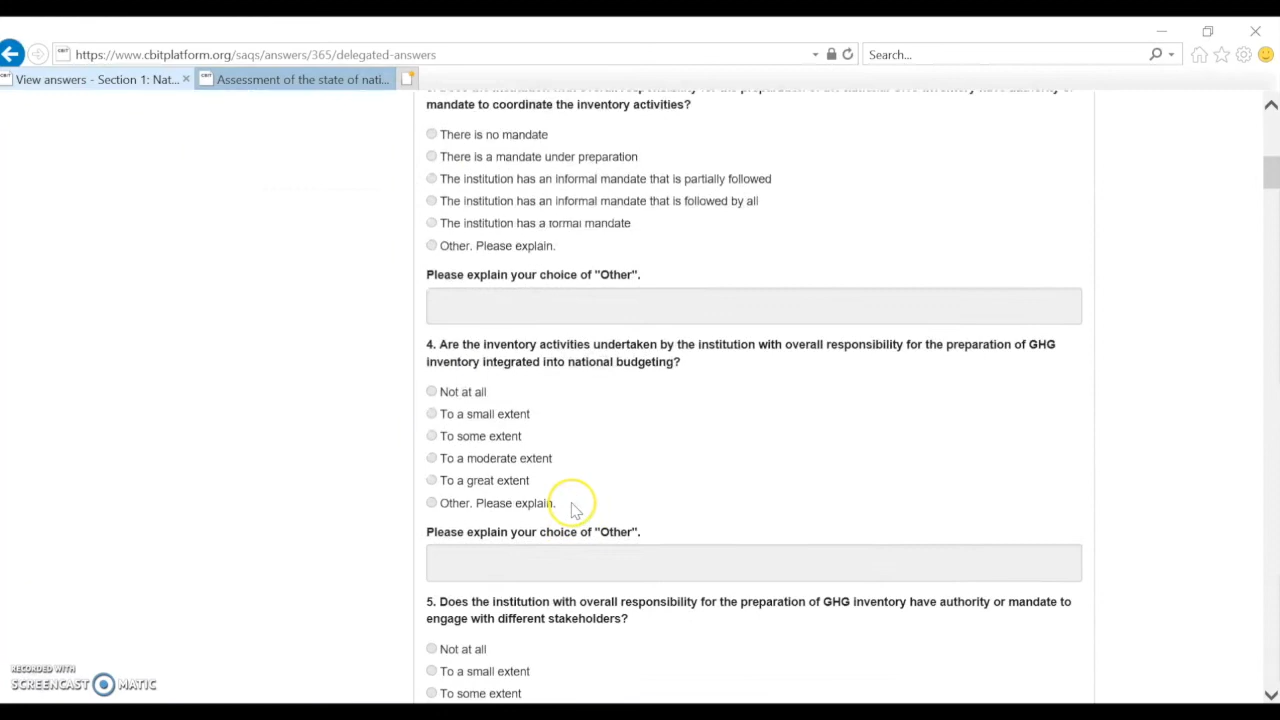 https://www.cbitplatform.org/saqs/answers/365/delegated-answers
Search...
View answers - Section 1: Nat...
Assessment of the state of nati...
mandate to coordinate the inventory activities?
There is no mandate
There is a mandate under preparation
The institution has an informal mandate that is partially followed
The institution has an informal mandate that is followed by all
The institution has a formal mandate
Other. Please explain.
Please explain your choice of "Other".
4. Are the inventory activities undertaken by the institution with overall responsibility for the preparation of GHG
inventory integrated into national budgeting?
Not at all
To a small extent
To some extent
To a moderate extent
To a great extent
Other. Please explain.
Please explain your choice of "Other".
5. Does the institution with overall responsibility for the preparation of GHG inventory have authority or mandate to
engage with different stakeholders?
Not at all
To a small extent
To some extent
RECORDED WITH
SCREENCAST MATIC